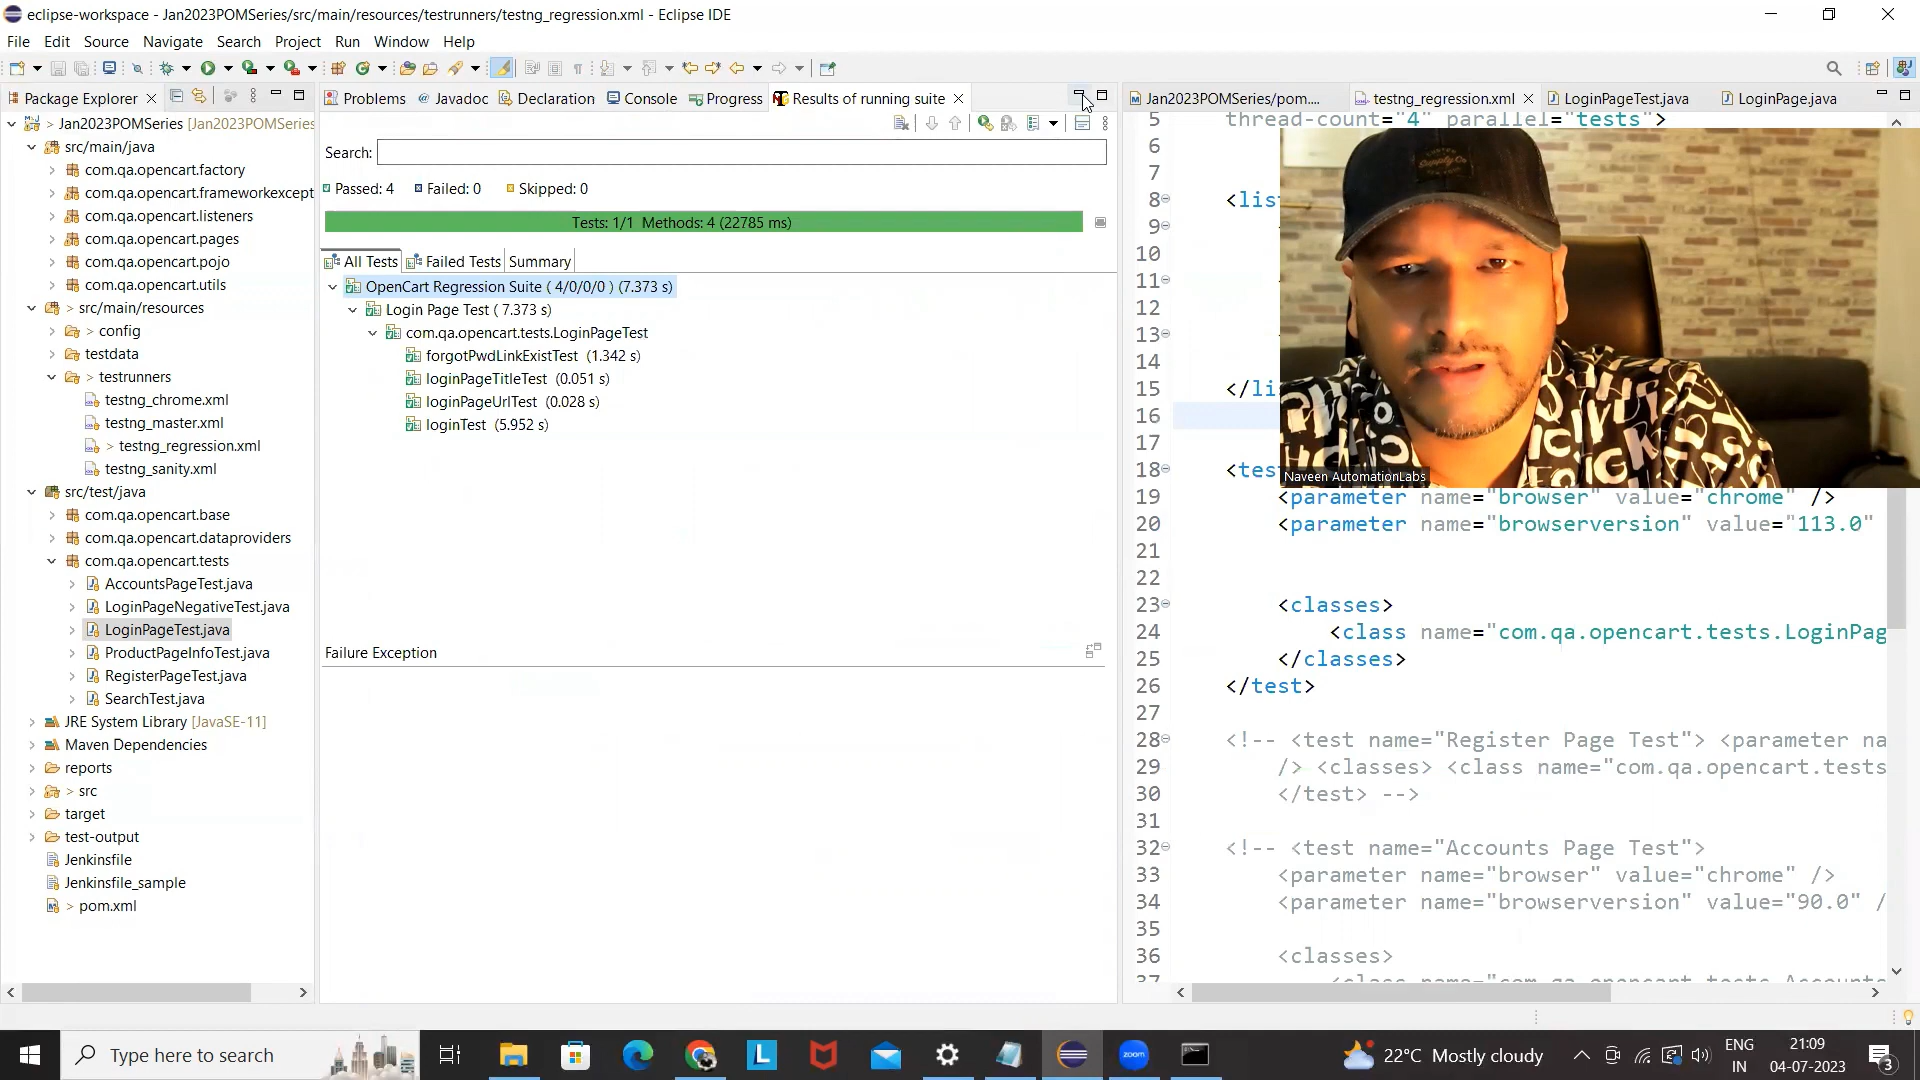 eclipse-workspace - Jan2023POMSeries/src/main/resources/testrunners/testng_regression.xml - Eclipse IDE
File Edit Source Navigate Search Project Run Window Help
Package Explorer
Problems Javadoc Declaration Console Progress Results of running suite
Jan2023POMSeries/pom.... testng_regression.xml LoginPageTest.java LoginPage.java
> Jan2023POMSeries [Jan2023POMSeries
src/main/java
com.qa.opencart.factory
com.qa.opencart.frameworkexcept
com.qa.opencart.listeners
com.qa.opencart.pages
com.qa.opencart.pojo
com.qa.opencart.utils
> src/main/resources
> config
testdata
> testrunners
testng_chrome.xml
testng_master.xml
> testng_regression.xml
testng_sanity.xml
src/test/java
com.qa.opencart.base
com.qa.opencart.dataproviders
com.qa.opencart.tests
AccountsPageTest.java
LoginPageNegativeTest.java
LoginPageTest.java
ProductPageInfoTest.java
RegisterPageTest.java
SearchTest.java
JRE System Library [JavaSE-11]
Maven Dependencies
reports
> src
target
test-output
Jenkinsfile
Jenkinsfile_sample
> pom.xml
Search:
Passed: 4 Failed: 0 Skipped: 0
Tests: 1/1 Methods: 4 (22785 ms)
All Tests Failed Tests Summary
OpenCart Regression Suite ( 4/0/0/0 ) (7.373 s)
Login Page Test ( 7.373 s)
com.qa.opencart.tests.LoginPageTest
forgotPwdLinkExistTest (1.342 s)
loginPageTitleTest (0.051 s)
loginPageUrlTest (0.028 s)
loginTest (5.952 s)
Failure Exception
5 thread-count="4" parallel="tests">
6
7
8 <lis
9
10
11
12
13
14
15 </li
16
17
18 <tes
19 <parameter name="browser" value="chrome" />
20 <parameter name="browserversion" value="113.0"
21
22
23 <classes>
24 <class name="com.qa.opencart.tests.LoginPag
25 </classes>
26 </test>
27
28 <!-- <test name="Register Page Test"> <parameter na
29 /> <classes> <class name="com.qa.opencart.tests
30 </test> -->
31
32 <!-- <test name="Accounts Page Test">
33 <parameter name="browser" value="chrome" />
34 <parameter name="browserversion" value="90.0" /
35
36 <classes>
37 <class name="com.qa.opencart.tests.Accounts
Naveen AutomationLabs
Type here to search
zoom
22°C Mostly cloudy
ENG
IN
21:09
04-07-2023
3